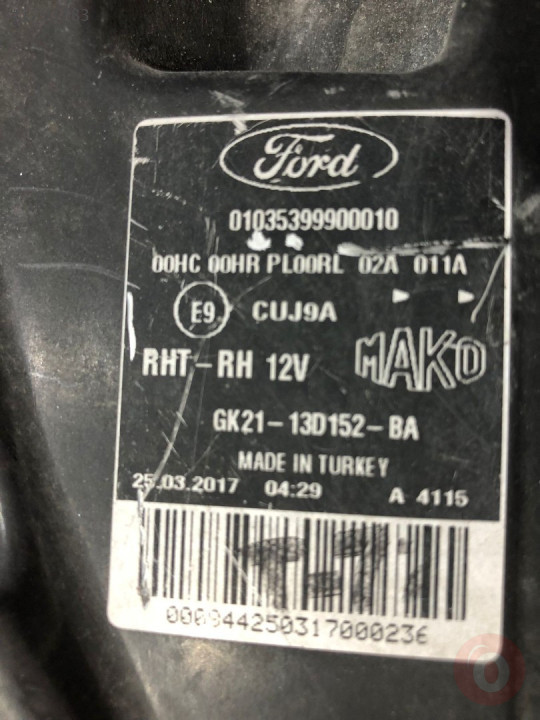 Ford
01035399900010
00HC 00HR PL00RL 02A 011A
E9 CUJ9A
RHT-RH 12V MAKO
GK21-13D152-BA
MADE IN TURKEY
25.03.2017 04:29 A 4115
000944250317000236